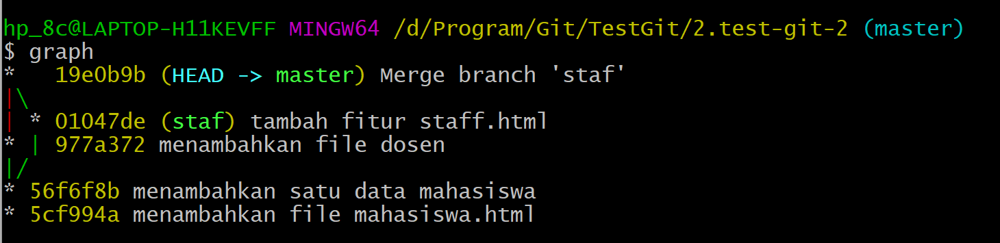 hp_8c@LAPTOP-H11KEVFF MINGW64 /d/Program/Git/TestGit/2.test-git-2 (master)
$ graph
*   19e0b9b (HEAD -> master) Merge branch 'staf'
|\
| * 01047de (staf) tambah fitur staff.html
* | 977a372 menambahkan file dosen
|/
* 56f6f8b menambahkan satu data mahasiswa
* 5cf994a menambahkan file mahasiswa.html